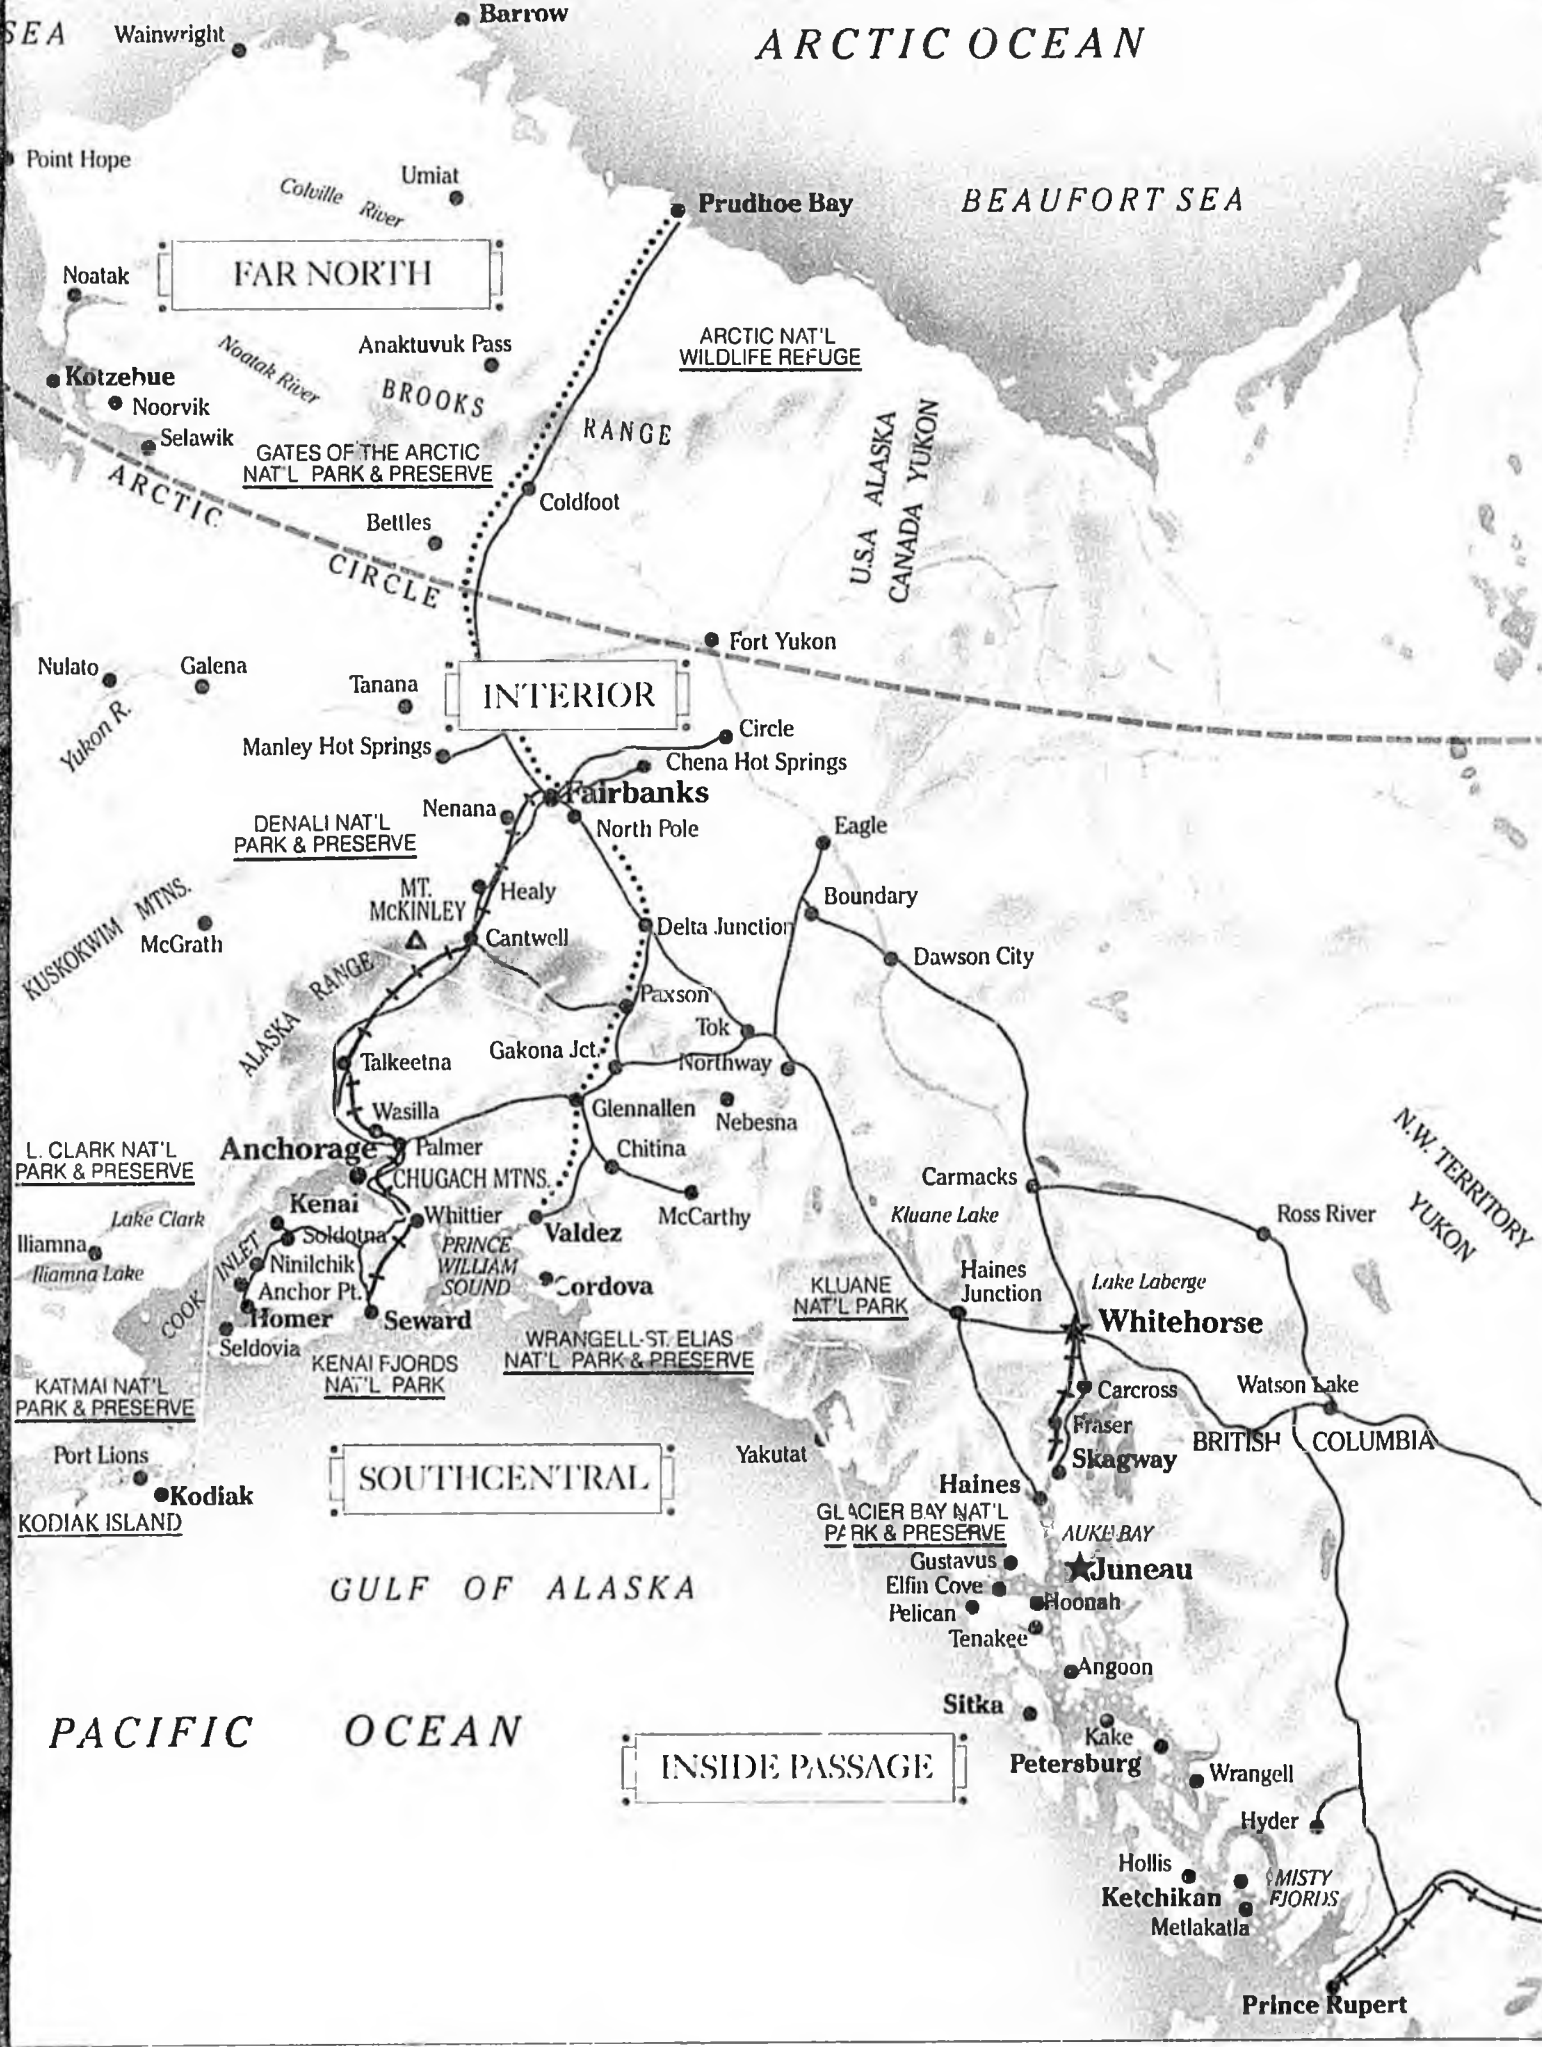 SEA
Wainwright
Barrow
ARCTIC OCEAN
Point Hope
Colville River
Umiat
Prudhoe Bay
BEAUFORT SEA
FAR NORTH
Noatak
Noatak River
Anaktuvuk Pass
ARCTIC NAT'L
WILDLIFE REFUGE
Kotzebue
Noorvik
Selawik
BROOKS RANGE
GATES OF THE ARCTIC
NAT'L PARK & PRESERVE
ARCTIC CIRCLE
Coldfoot
Bettles
U.S.A ALASKA
CANADA YUKON
Fort Yukon
Nulato
Galena
Yukon R.
Tanana
INTERIOR
Manley Hot Springs
Circle
Chena Hot Springs
Fairbanks
Nenana
North Pole
DENALI NAT'L
PARK & PRESERVE
Eagle
MT.
McKINLEY
Healy
Boundary
KUSKOKWIM MTNS.
McGrath
Cantwell
Delta Junction
Dawson City
ALASKA RANGE
Paxson
Tok
Gakona Jct.
Northway
Talkeetna
Glennallen
Nebesna
Wasilla
Anchorage
Palmer
Chitina
L. CLARK NAT'L
PARK & PRESERVE
CHUGACH MTNS.
N.W. TERRITORY
YUKON
Carmacks
Kenai
Lake Clark
Whittier
Valdez
McCarthy
Kluane Lake
Ross River
Iliamna
Iliamna Lake
Soldotna
Ninilchik
Anchor Pt.
COOK INLET
PRINCE
WILLIAM
SOUND
Cordova
Haines
Junction
Lake Laberge
KLUANE
NAT'L PARK
Homer
Seward
Whitehorse
Seldovia
KENAI FJORDS
NAT'L PARK
WRANGELL-ST. ELIAS
NAT'L PARK & PRESERVE
KATMAI NAT'L
PARK & PRESERVE
Carcross
Watson Lake
Fraser
BRITISH COLUMBIA
Port Lions
Yakutat
Skagway
SOUTHCENTRAL
Haines
Kodiak
KODIAK ISLAND
GLACIER BAY NAT'L
PARK & PRESERVE
AUKE BAY
Gustavus
Juneau
GULF OF ALASKA
Elfin Cove
Hoonah
Pelican
Tenakee
Angoon
Sitka
PACIFIC OCEAN
Kake
INSIDE PASSAGE
Petersburg
Wrangell
Hyder
Hollis
MISTY
FJORDS
Ketchikan
Metlakatla
Prince Rupert